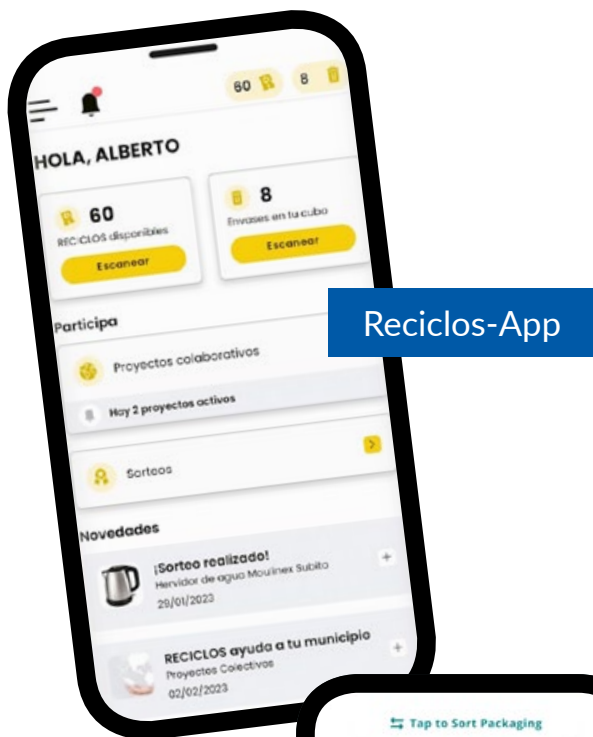 60 8
HOLA, ALBERTO
60
RECICLOS disponibles
Escanear
8
Envases en tu cubo
Escanear
Participa
Reciclos-App
Proyectos colaborativos
Hay 2 proyectos activos
Sorteos
Novedades
¡Sorteo realizado!
Hervidor de agua Moulinex Subito
29/01/2023
RECICLOS ayuda a tu municipio
Proyectos Colectivos
02/02/2023
Tap to Sort Packaging